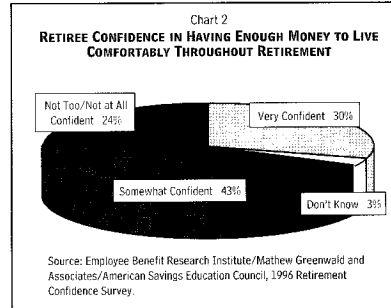 Chart 2
RETIREE CONFIDENCE IN HAVING ENOUGH MONEY TO LIVE
COMFORTABLY THROUGHOUT RETIREMENT
Not Too/Not at All
Confident 24%
Very Confident 30%
Somewhat Confident 43%
Don't Know 3%
Source: Employee Benefit Research Institute/Mathew Greenwald and
Associates/American Savings Education Council, 1996 Retirement
Confidence Survey.